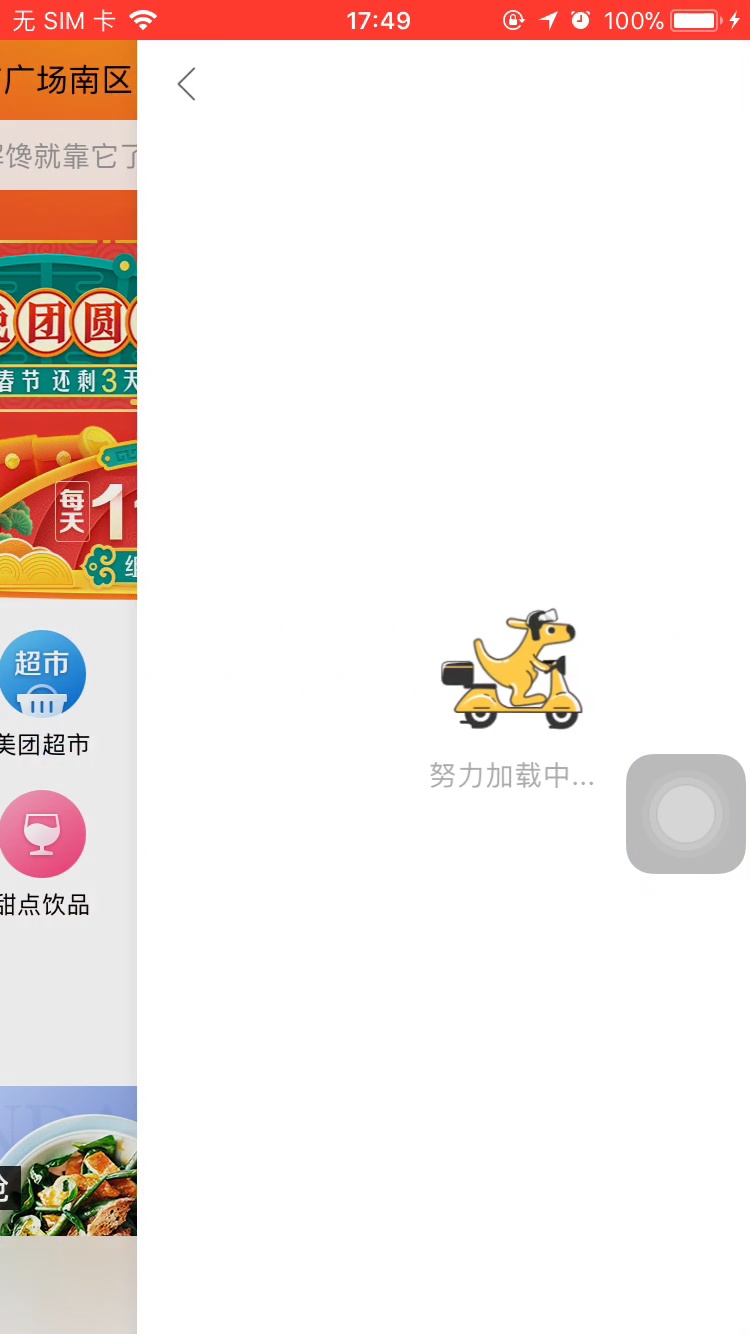 无 SIM 卡
17:49
100%
广场南区
馋就靠它了
团圆
春节 还剩3天
每天1
超市
美团超市
甜点饮品
努力加载中...